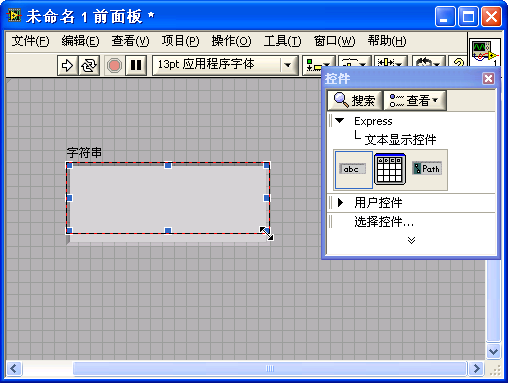 未命名 1 前面板 *
文件(F) 编辑(E) 查看(V) 项目(P) 操作(O) 工具(T) 窗口(W) 帮助(H)
13pt 应用程序字体
控件
搜索 查看
Express
文本显示控件
字符串
abc Path
用户控件
选择控件...